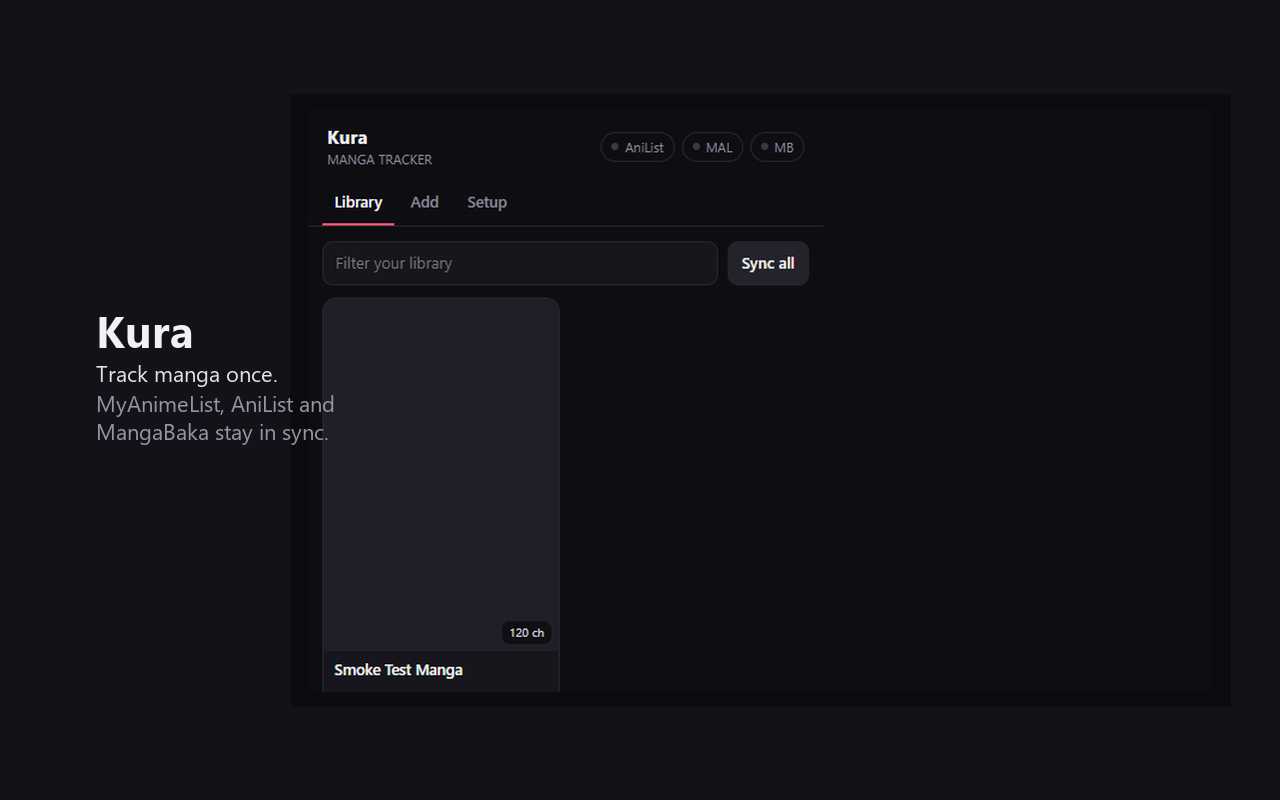 Kura
Track manga once.
MyAnimeList, AniList and
MangaBaka stay in sync.
Kura
MANGA TRACKER
AniList
MAL
MB
Library
Add
Setup
Filter your library
Sync all
120 ch
Smoke Test Manga